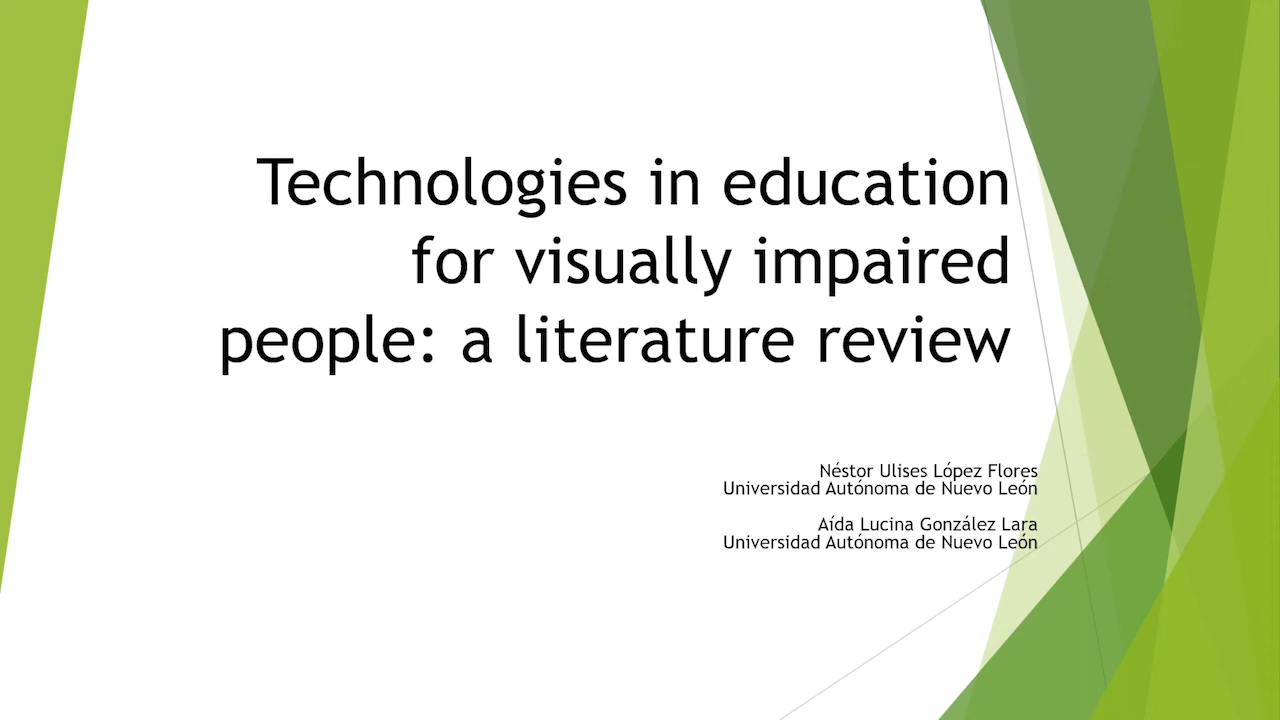 Technologies in education
for visually impaired
people: a literature review
Néstor Ulises López Flores
Universidad Autónoma de Nuevo León
Aída Lucina González Lara
Universidad Autónoma de Nuevo León